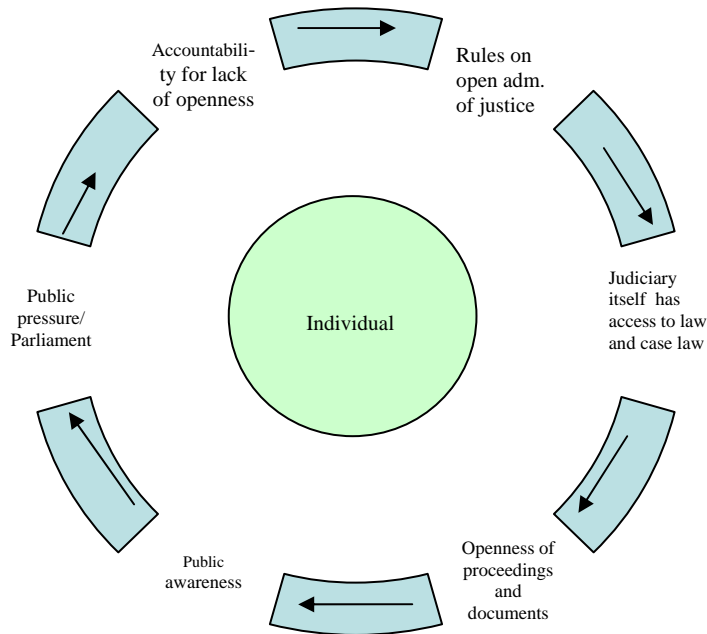 Accountabili-
ty for lack
of openness
Rules on
open adm.
of justice
Judiciary
itself has
access to law
and case law
Openness of
proceedings
and
documents
Public
awareness
Public
pressure/
Parliament
Individual